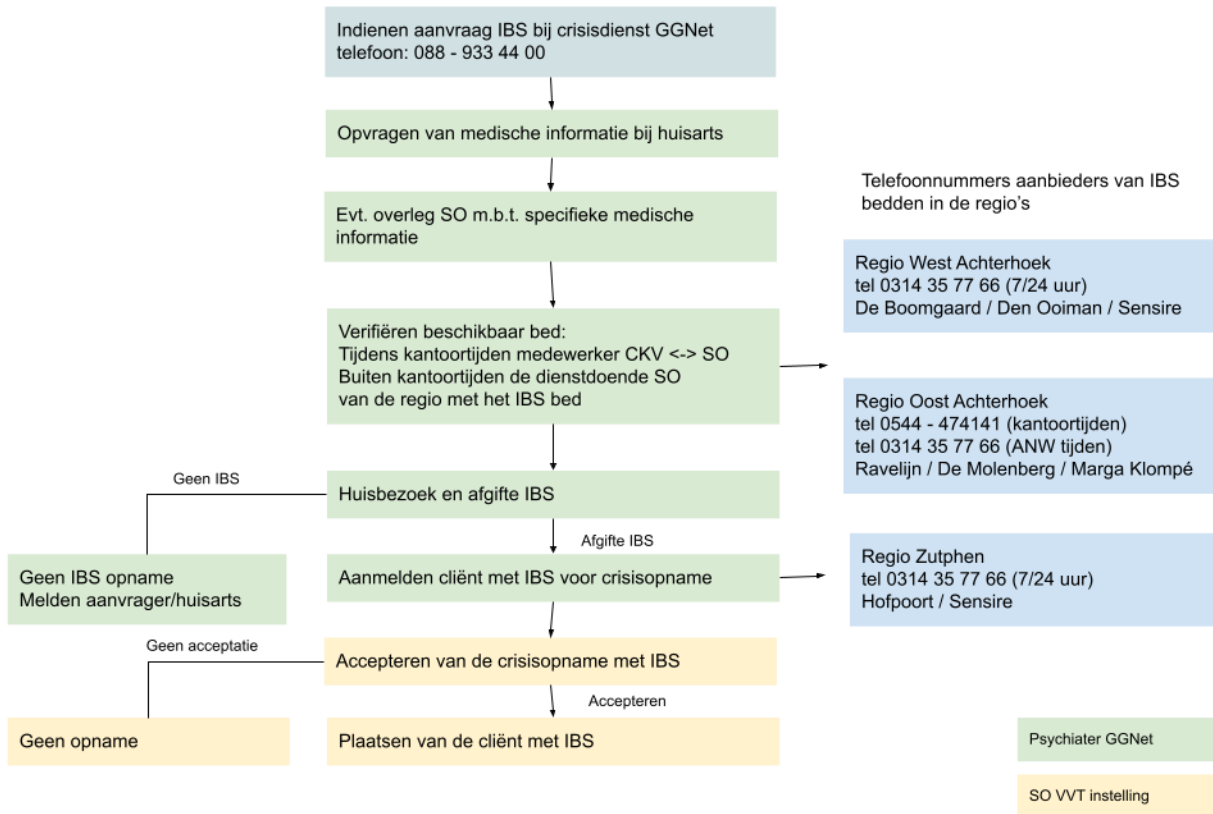 Indienen aanvraag IBS bij crisisdienst GGNet
telefoon: 088 - 933 44 00
Opvragen van medische informatie bij huisarts
Evt. overleg SO m.b.t. specifieke medische
informatie
Verifiëren beschikbaar bed:
Tijdens kantoortijden medewerker CKV <-> SO
Buiten kantoortijden de dienstdoende SO
van de regio met het IBS bed
Geen IBS
Huisbezoek en afgifte IBS
Afgifte IBS
Geen IBS opname
Melden aanvrager/huisarts
Aanmelden cliënt met IBS voor crisisopname
Geen acceptatie
Accepteren van de crisisopname met IBS
Accepteren
Geen opname
Plaatsen van de cliënt met IBS
Telefoonnummers aanbieders van IBS
bedden in de regio's
Regio West Achterhoek
tel 0314 35 77 66 (7/24 uur)
De Boomgaard / Den Ooiman / Sensire
Regio Oost Achterhoek
tel 0544 - 474141 (kantoortijden)
tel 0314 35 77 66 (ANW tijden)
Ravelijn / De Molenberg / Marga Klompé
Regio Zutphen
tel 0314 35 77 66 (7/24 uur)
Hofpoort / Sensire
Psychiater GGNet
SO VVT instelling